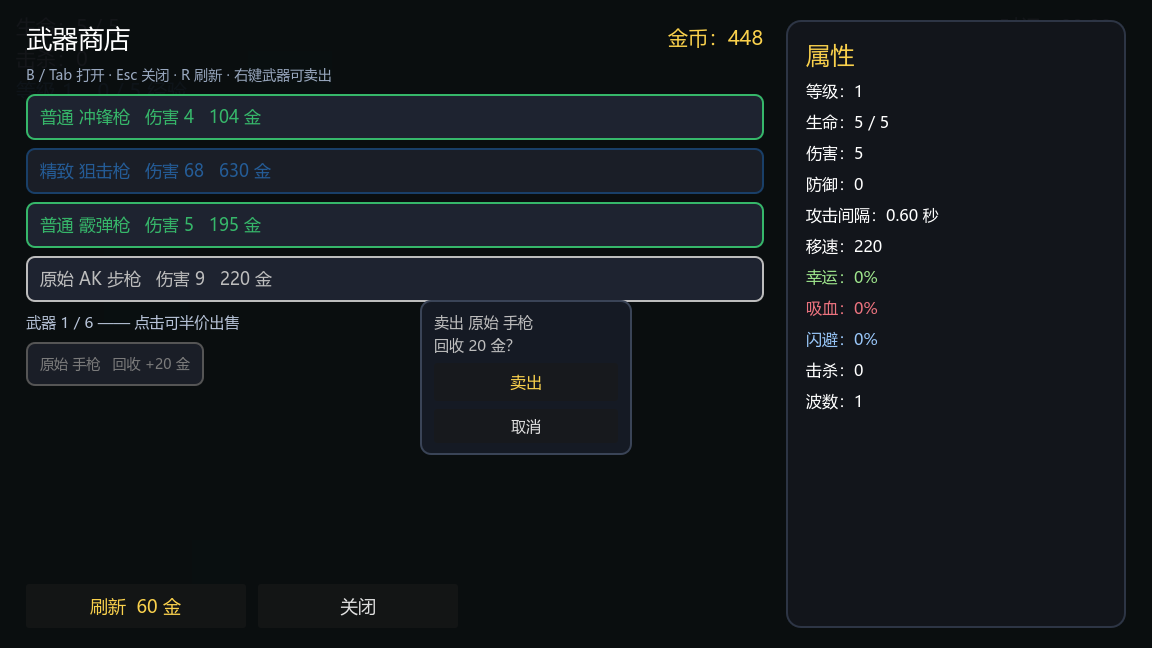 武器商店
金币：448
B / Tab 打开 · Esc 关闭 · R 刷新 · 右键武器可卖出
普通 冲锋枪 伤害 4 104 金
精致 狙击枪 伤害 68 630 金
普通 霰弹枪 伤害 5 195 金
原始 AK 步枪 伤害 9 220 金
武器 1 / 6 —— 点击可半价出售
原始 手枪 回收 +20 金
卖出 原始 手枪
回收 20 金?
卖出
取消
刷新 60 金
关闭
属性
等级：1
生命：5 / 5
伤害：5
防御：0
攻击间隔：0.60 秒
移速：220
幸运：0%
吸血：0%
闪避：0%
击杀：0
波数：1